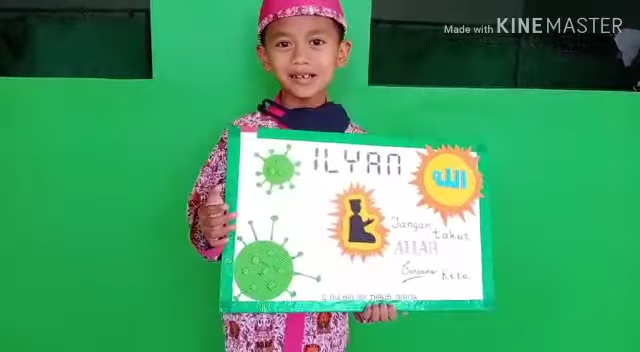 Made with KINEMASTER
ILYAN
الله
Jangan
takut
ALLAH
Bersama Kita